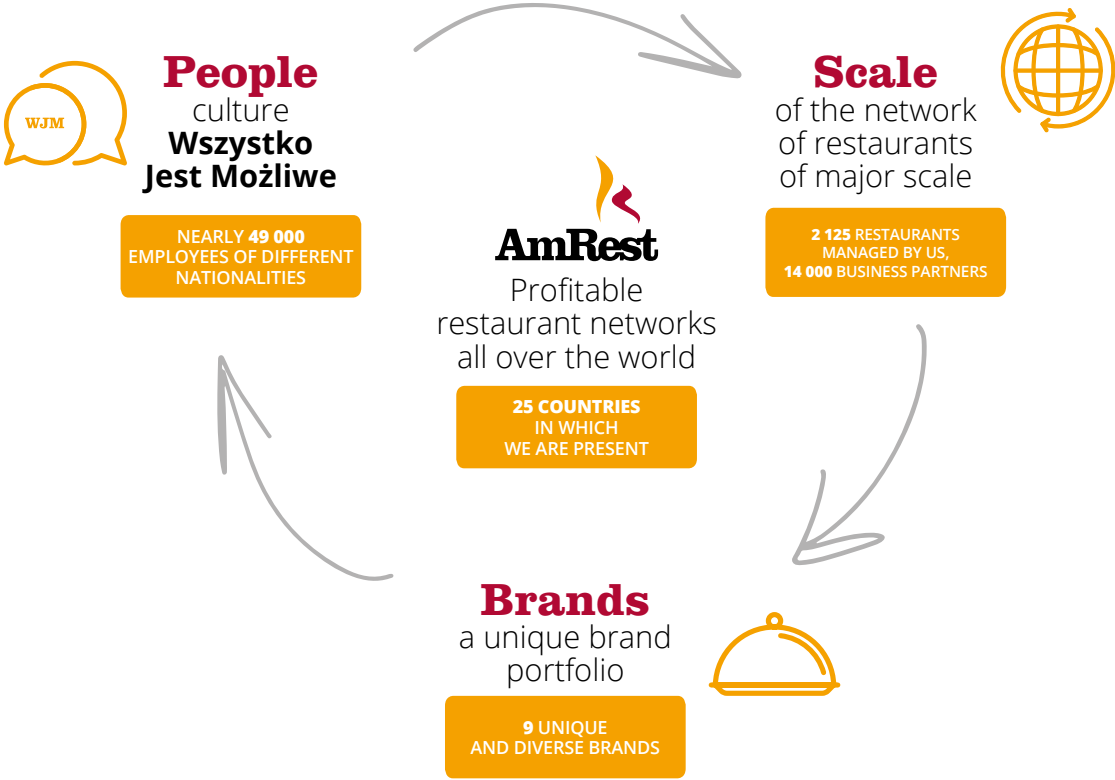 WJM
People
culture
Wszystko
Jest Możliwe
NEARLY 49 000
EMPLOYEES OF DIFFERENT
NATIONALITIES
Scale
of the network
of restaurants
of major scale
2 125 RESTAURANTS
MANAGED BY US,
14 000 BUSINESS PARTNERS
AmRest
Profitable
restaurant networks
all over the world
25 COUNTRIES
IN WHICH
WE ARE PRESENT
Brands
a unique brand
portfolio
9 UNIQUE
AND DIVERSE BRANDS